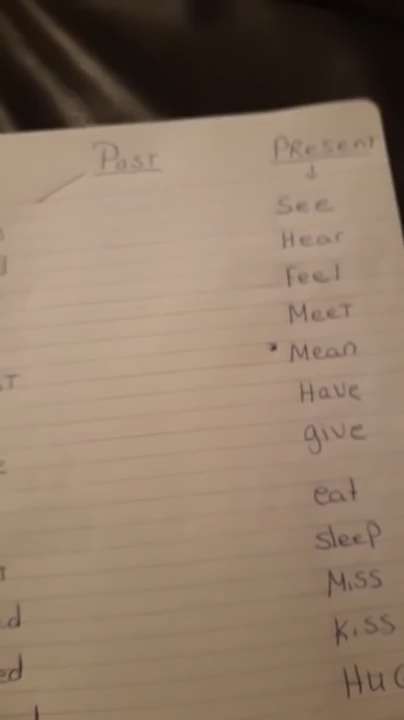 Past Present
See
Hear
Feel
Meet
Mean
Have
give
eat
sleep
Miss
Kiss